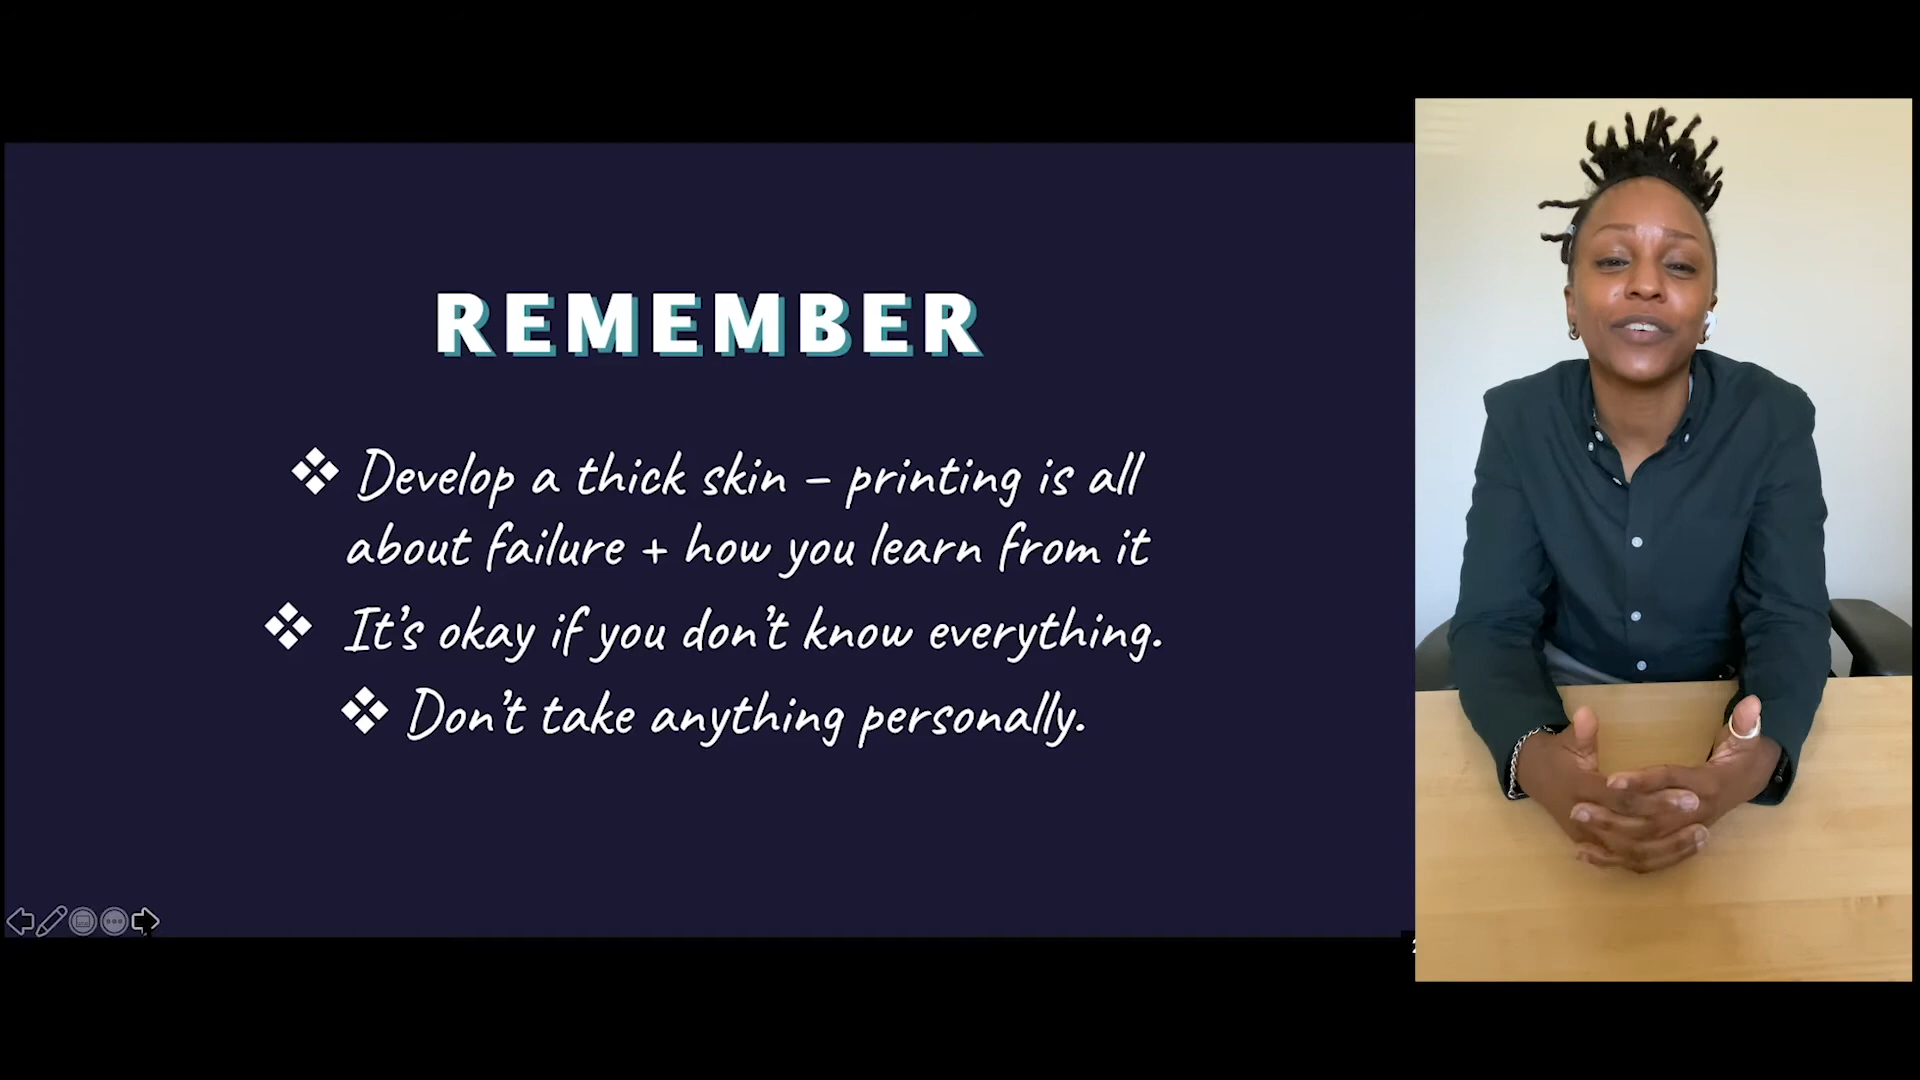 REMEMBER
❖ Develop a thick skin – printing is all
about failure + how you learn from it
❖ It's okay if you don't know everything.
❖ Don't take anything personally.